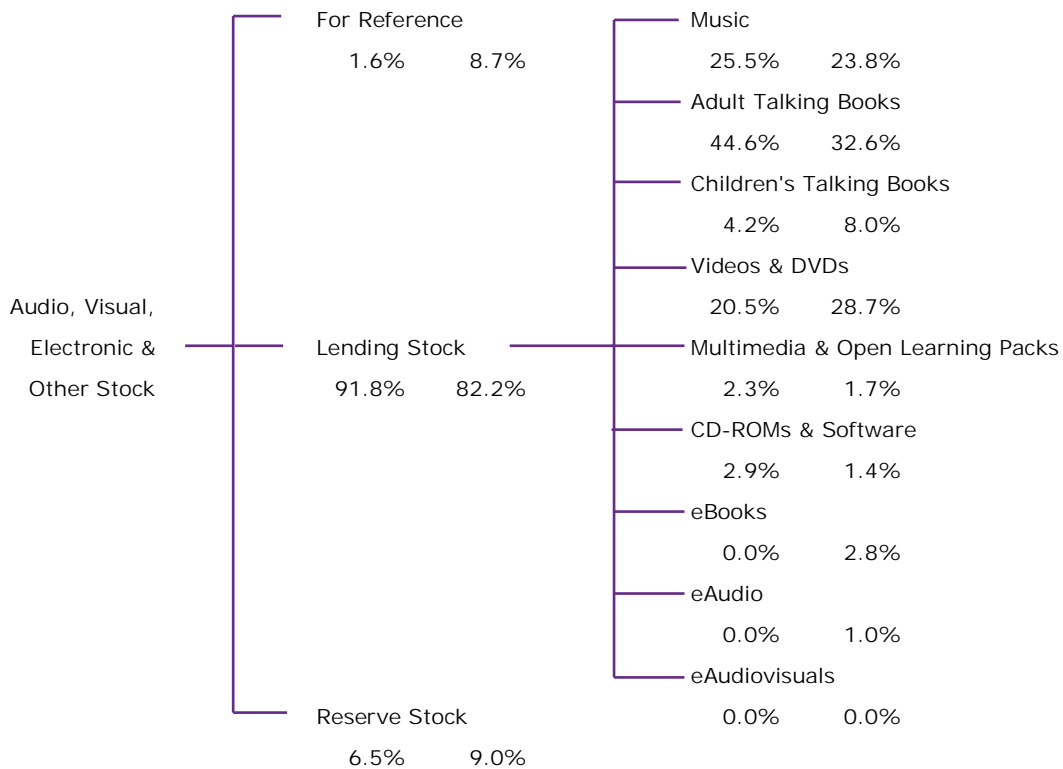 For Reference
1.6% 8.7%
Music
25.5% 23.8%
Adult Talking Books
44.6% 32.6%
Children's Talking Books
4.2% 8.0%
Videos & DVDs
20.5% 28.7%
Audio, Visual,
Electronic &
Other Stock
Lending Stock
91.8% 82.2%
Multimedia & Open Learning Packs
2.3% 1.7%
CD-ROMs & Software
2.9% 1.4%
eBooks
0.0% 2.8%
eAudio
0.0% 1.0%
eAudiovisuals
0.0% 0.0%
Reserve Stock
6.5% 9.0%